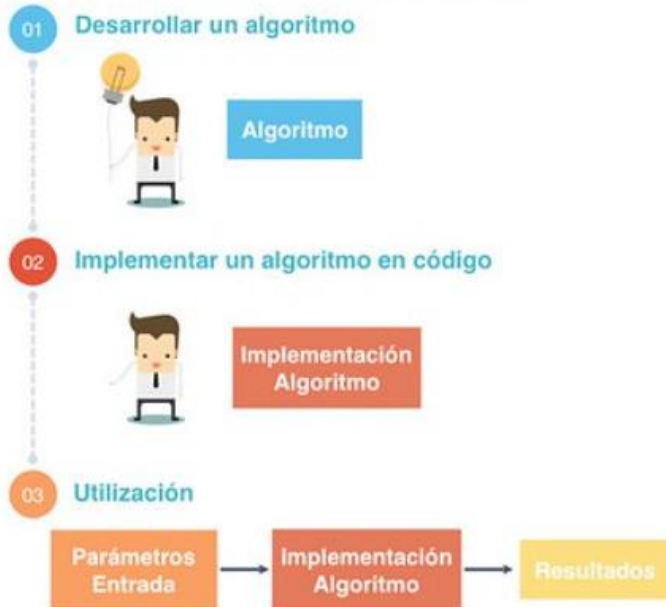 01 Desarrollar un algoritmo
Algoritmo
02 Implementar un algoritmo en código
Implementación
Algoritmo
03 Utilización
Parámetros
Entrada
Implementación
Algoritmo
Resultados